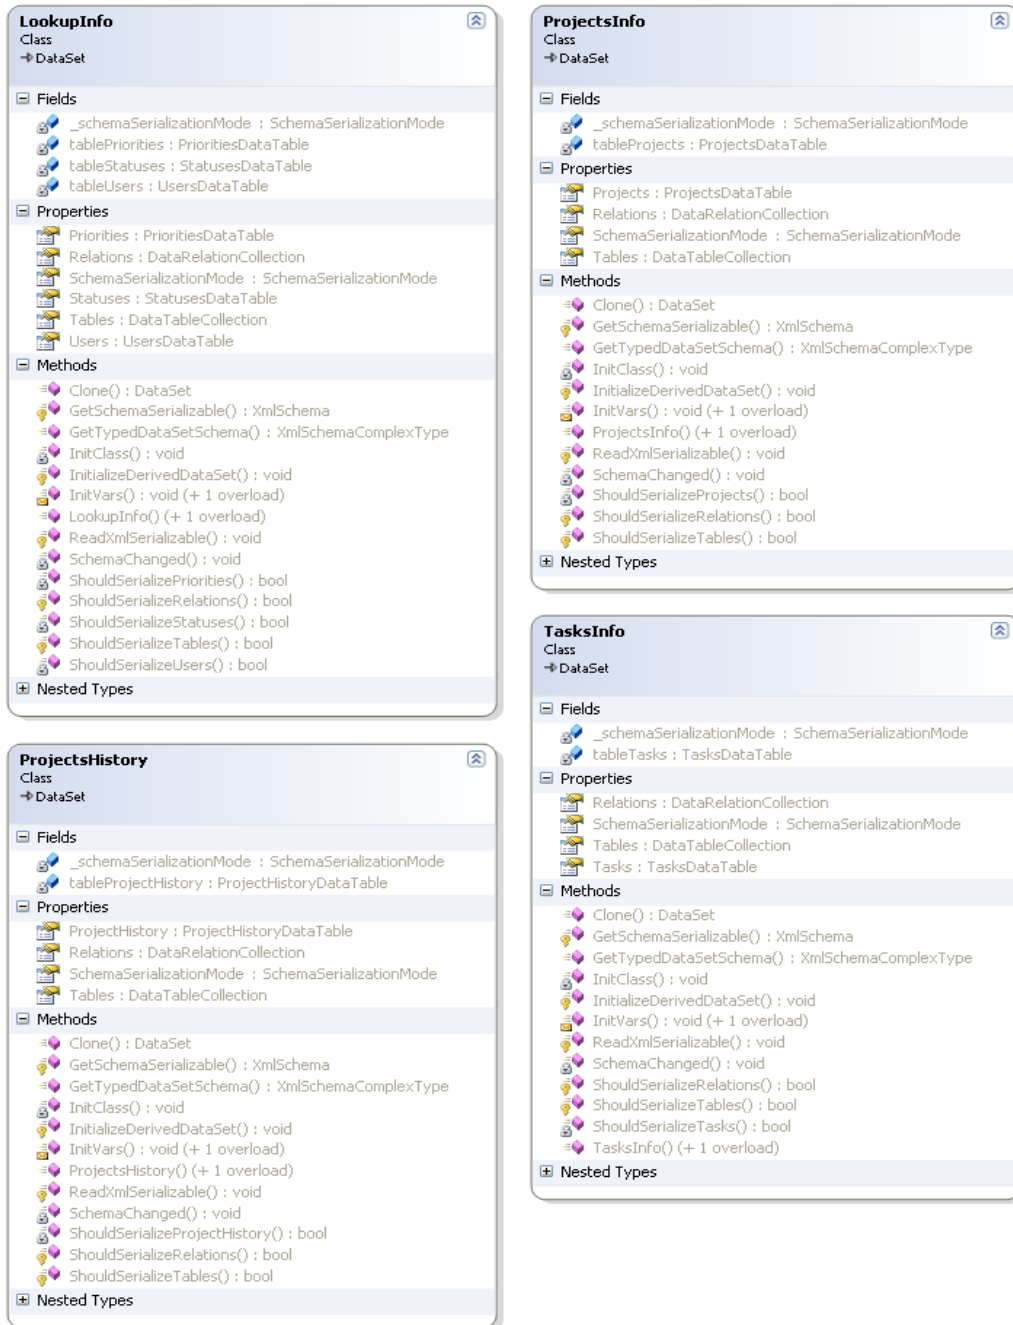 LookupInfo
Class
DataSet
Fields
_schemaSerializationMode : SchemaSerializationMode
tablePriorities : PrioritiesDataTable
tableStatuses : StatusesDataTable
tableUsers : UsersDataTable
Properties
Priorities : PrioritiesDataTable
Relations : DataRelationCollection
SchemaSerializationMode : SchemaSerializationMode
Statuses : StatusesDataTable
Tables : DataTableCollection
Users : UsersDataTable
Methods
Clone() : DataSet
GetSchemaSerializable() : XmlSchema
GetTypedDataSetSchema() : XmlSchemaComplexType
InitClass() : void
InitializeDerivedDataSet() : void
InitVars() : void (+ 1 overload)
LookupInfo() (+ 1 overload)
ReadXmlSerializable() : void
SchemaChanged() : void
ShouldSerializePriorities() : bool
ShouldSerializeRelations() : bool
ShouldSerializeStatuses() : bool
ShouldSerializeTables() : bool
ShouldSerializeUsers() : bool
Nested Types
ProjectsHistory
Class
DataSet
Fields
_schemaSerializationMode : SchemaSerializationMode
tableProjectHistory : ProjectHistoryDataTable
Properties
ProjectHistory : ProjectHistoryDataTable
Relations : DataRelationCollection
SchemaSerializationMode : SchemaSerializationMode
Tables : DataTableCollection
Methods
Clone() : DataSet
GetSchemaSerializable() : XmlSchema
GetTypedDataSetSchema() : XmlSchemaComplexType
InitClass() : void
InitializeDerivedDataSet() : void
InitVars() : void (+ 1 overload)
ProjectsHistory() (+ 1 overload)
ReadXmlSerializable() : void
SchemaChanged() : void
ShouldSerializeProjectHistory() : bool
ShouldSerializeRelations() : bool
ShouldSerializeTables() : bool
Nested Types
ProjectsInfo
Class
DataSet
Fields
_schemaSerializationMode : SchemaSerializationMode
tableProjects : ProjectsDataTable
Properties
Projects : ProjectsDataTable
Relations : DataRelationCollection
SchemaSerializationMode : SchemaSerializationMode
Tables : DataTableCollection
Methods
Clone() : DataSet
GetSchemaSerializable() : XmlSchema
GetTypedDataSetSchema() : XmlSchemaComplexType
InitClass() : void
InitializeDerivedDataSet() : void
InitVars() : void (+ 1 overload)
ProjectsInfo() (+ 1 overload)
ReadXmlSerializable() : void
SchemaChanged() : void
ShouldSerializeProjects() : bool
ShouldSerializeRelations() : bool
ShouldSerializeTables() : bool
Nested Types
TasksInfo
Class
DataSet
Fields
_schemaSerializationMode : SchemaSerializationMode
tableTasks : TasksDataTable
Properties
Relations : DataRelationCollection
SchemaSerializationMode : SchemaSerializationMode
Tables : DataTableCollection
Tasks : TasksDataTable
Methods
Clone() : DataSet
GetSchemaSerializable() : XmlSchema
GetTypedDataSetSchema() : XmlSchemaComplexType
InitClass() : void
InitializeDerivedDataSet() : void
InitVars() : void (+ 1 overload)
ReadXmlSerializable() : void
SchemaChanged() : void
ShouldSerializeRelations() : bool
ShouldSerializeTables() : bool
ShouldSerializeTasks() : bool
TasksInfo() (+ 1 overload)
Nested Types